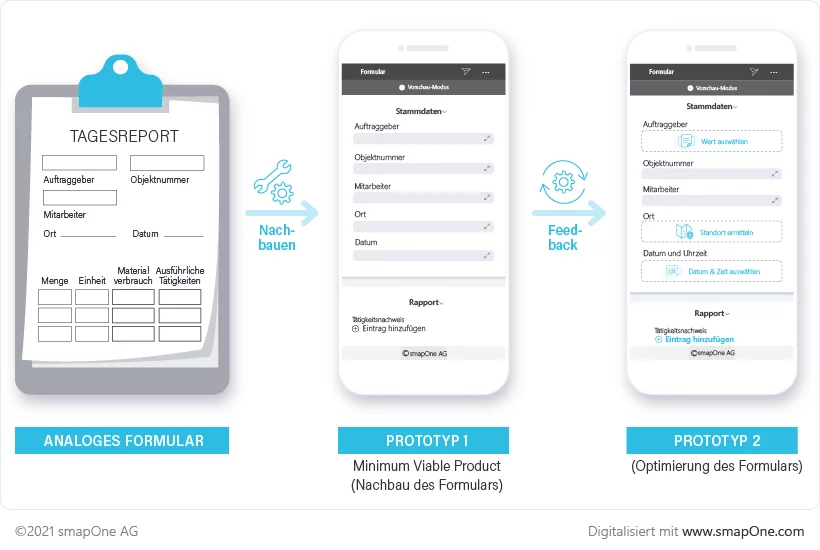 TAGESREPORT
Auftraggeber
Objektnummer
Mitarbeiter
Ort
Datum
Menge
Einheit
Material
verbrauch
Ausführliche
Tätigkeiten
ANALOGES FORMULAR
Nach-
bauen
Formular
Vorschau-Modus
Stammdaten
Auftraggeber
Objektnummer
Mitarbeiter
Ort
Datum
Rapport
Tätigkeitsnachweis
Eintrag hinzufügen
©smapOne AG
PROTOTYP 1
Minimum Viable Product
(Nachbau des Formulars)
Feed-
back
Formular
Vorschau-Modus
Stammdaten
Auftraggeber
Wert auswählen
Objektnummer
Mitarbeiter
Ort
Standort ermitteln
Datum und Uhrzeit
Datum & Zeit auswählen
Rapport
Tätigkeitsnachweis
Eintrag hinzufügen
©smapOne AG
PROTOTYP 2
(Optimierung des Formulars)
©2021 smapOne AG
Digitalisiert mit www.smapOne.com